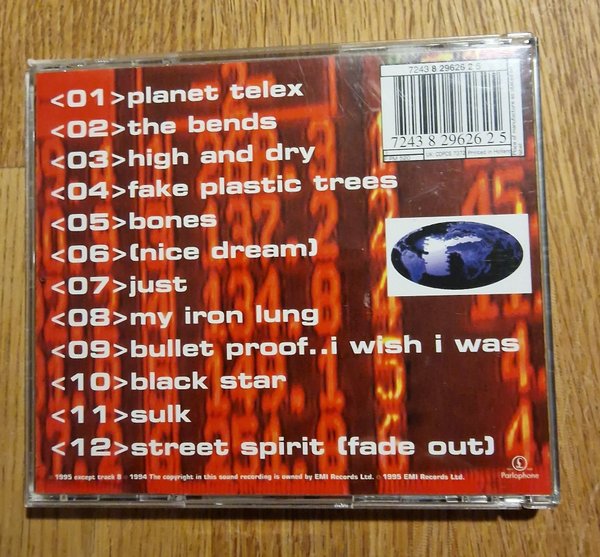 7243 8 29626 2 5
7243 8 29626 2 5
<01>planet telex
<02>the bends
<03>high and dry
<04>fake plastic trees
<05>bones
<06>(nice dream)
<07>just
<08>my iron lung
<09>bullet proof..i wish i was
<10>black star
<11>sulk
<12>street spirit (fade out)
℗ 1995 except track 8 ℗ 1994 The copyright in this sound recording is owned by EMI Records Ltd. © 1995 EMI Records Ltd.
£
Parlophone